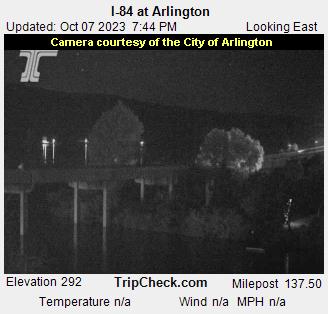 I-84 at Arlington
Updated: Oct 07 2023 7:44 PM Looking East
Camera courtesy of the City of Arlington
Elevation 292 TripCheck.com Milepost 137.50
Temperature n/a Wind n/a MPH n/a